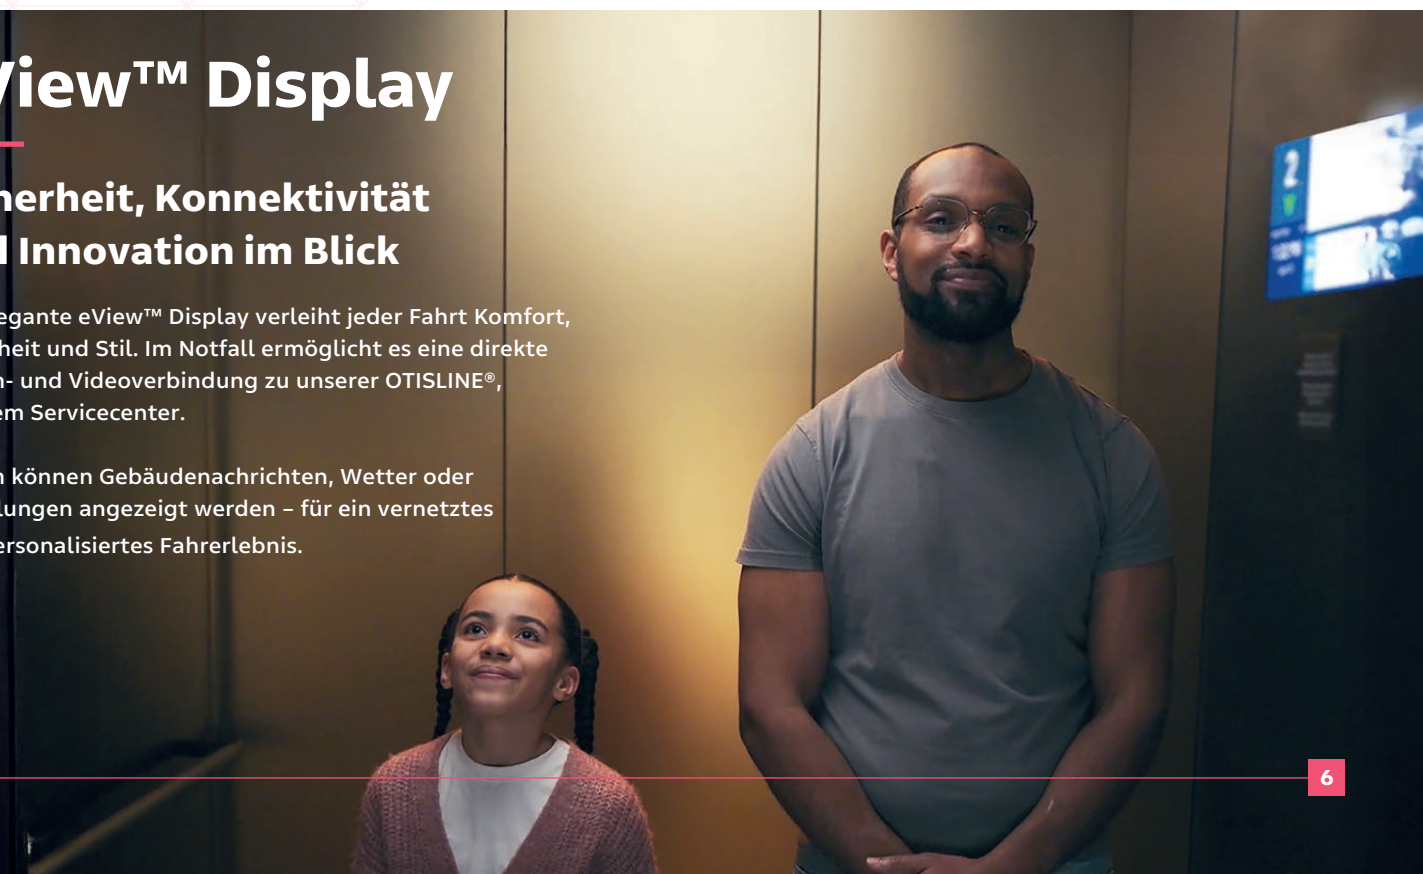 View™ Display
herheit, Konnektivität
d Innovation im Blick
egante eView™ Display verleiht jeder Fahrt Komfort,
heit und Stil. Im Notfall ermöglicht es eine direkte
n- und Videoverbindung zu unserer OTISLINE®,
em Servicecenter.
n können Gebäudenachrichten, Wetter oder
lungen angezeigt werden – für ein vernetztes
ersonalisiertes Fahrerlebnis.
2
6